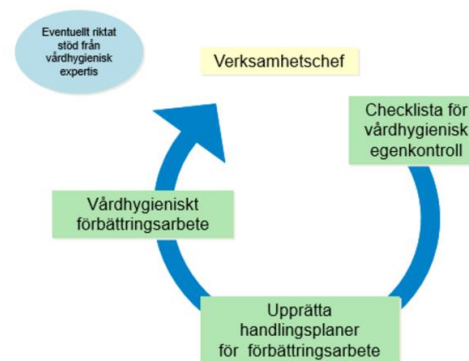 Eventuellt riktat
stöd från
vårdhygienisk
expertis
Verksamhetschef
Checklista för
vårdhygienisk
egenkontroll
Vårdhygieniskt
förbättringsarbete
Upprätta
handlingsplaner
för förbättringsarbete